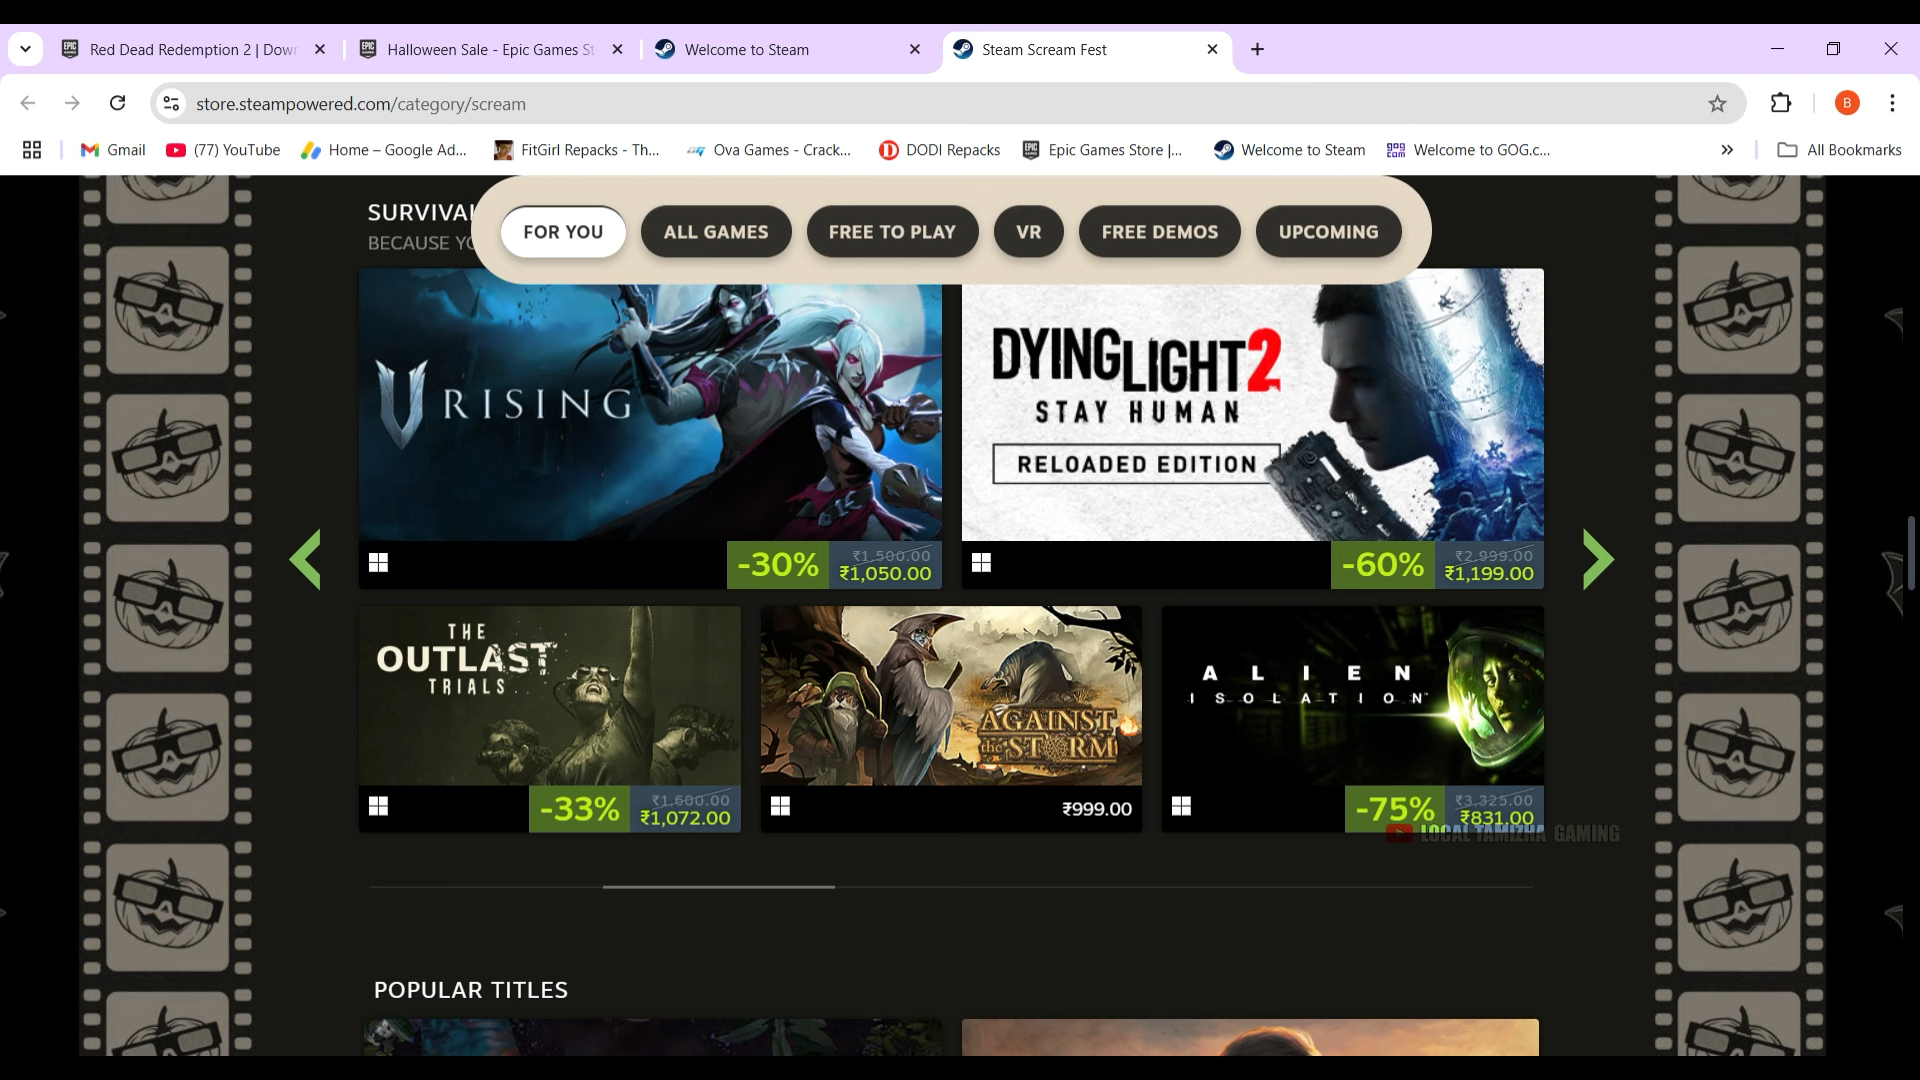 Red Dead Redemption 2 | Down
Halloween Sale - Epic Games St
Welcome to Steam
Steam Scream Fest
store.steampowered.com/category/scream
B
Gmail
(77) YouTube
Home – Google Ad...
FitGirl Repacks - Th...
Ova Games - Crack...
DODI Repacks
Epic Games Store |...
Welcome to Steam
Welcome to GOG.c...
»
All Bookmarks
SURVIVAL
BECAUSE YO
FOR YOU
ALL GAMES
FREE TO PLAY
VR
FREE DEMOS
UPCOMING
V RISING
DYING LIGHT 2
STAY HUMAN
RELOADED EDITION
-30%
₹1,500.00
₹1,050.00
-60%
₹2,999.00
₹1,199.00
THE
OUTLAST
TRIALS
AGAINST
the STORM
ALIEN
ISOLATION
-33%
₹1,600.00
₹1,072.00
₹999.00
-75%
₹3,325.00
₹831.00
LOCAL TAMIZHA GAMING
POPULAR TITLES